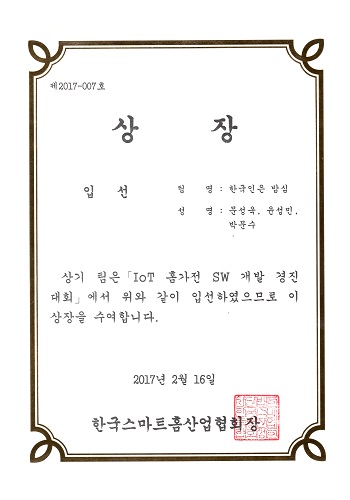 제2017-007호
상 장
입 선
팀 명 : 한국인은 밥심
성 명 : 문성욱, 윤성민,
박문수
상기 팀은「IoT 홈가전 SW 개발 경진
대회」에서 위와 같이 입선하였으므로 이
상장을 수여합니다.
2017년 2월 16일
한국스마트홈산업협회장